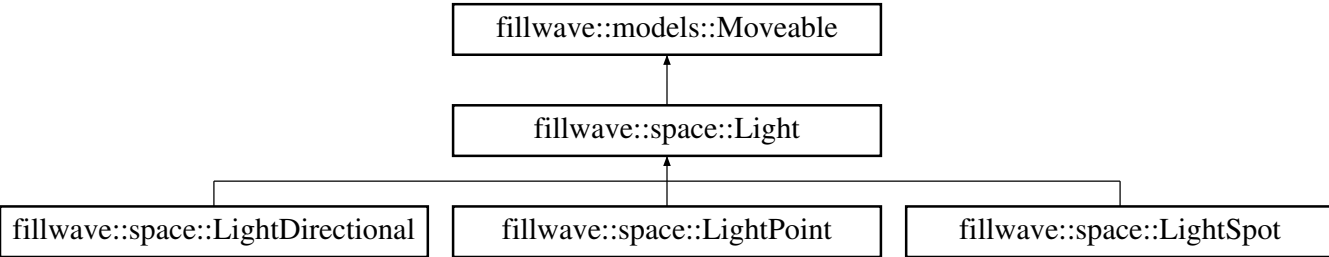 fillwave::models::Moveable
fillwave::space::Light
fillwave::space::LightDirectional
fillwave::space::LightPoint
fillwave::space::LightSpot